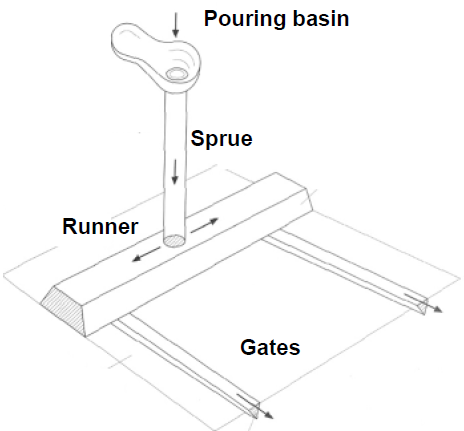 Pouring basin
Sprue
Runner
Gates